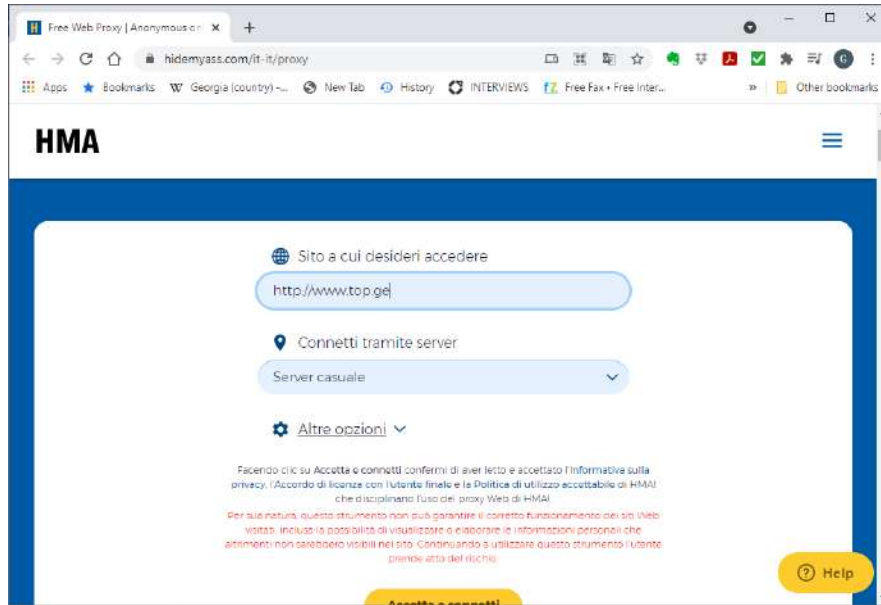 Free Web Proxy | Anonymous o
hidemyass.com/it-it/proxy
Apps Bookmarks Georgia (country) -... New Tab History INTERVIEWS Free Fax • Free Inter... » Other bookmarks
HMA
Sito a cui desideri accedere
http://www.top.ge
Connetti tramite server
Server casuale
Altre opzioni
Facendo clic su Accetta e connetti confermi di aver letto e accettato l'Informativa sulla
privacy, l'Accordo di licenza con l'utente finale e la Politica di utilizzo accettabile di HMA!
che disciplinano l'uso del proxy Web di HMA!
Per sua natura, questo strumento non può garantire il corretto funzionamento dei siti Web
visitati, inclusa la possibilità di visualizzare o elaborare le informazioni personali che
altrimenti non sarebbero visibili nel sito. Continuando a utilizzare questo strumento l'utente
prende atto del rischio.
Help
Accetta e connetti